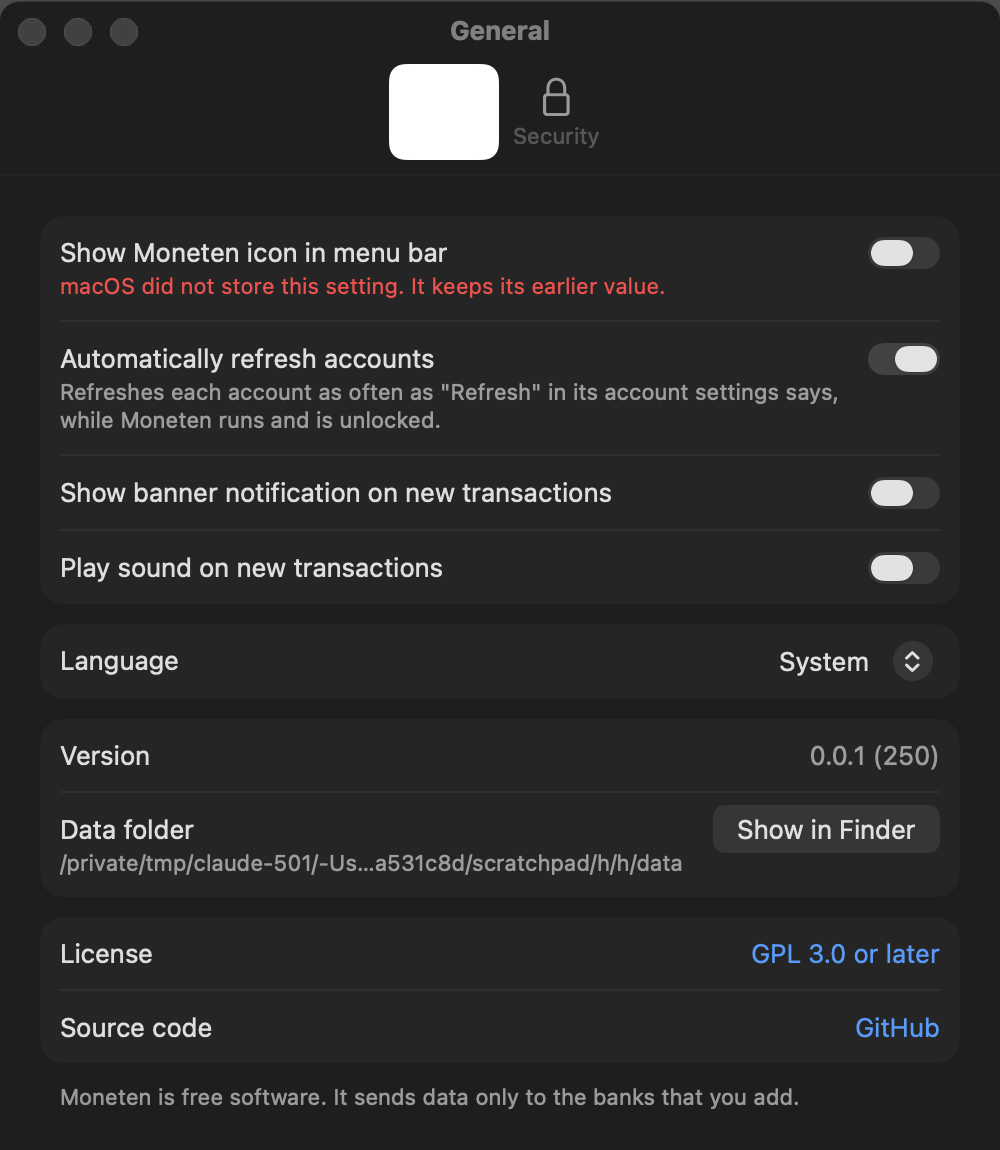 General
Security
Show Moneten icon in menu bar
macOS did not store this setting. It keeps its earlier value.
Automatically refresh accounts
Refreshes each account as often as "Refresh" in its account settings says,
while Moneten runs and is unlocked.
Show banner notification on new transactions
Play sound on new transactions
Language
System
Version
0.0.1 (250)
Data folder
Show in Finder
/private/tmp/claude-501/-Us...a531c8d/scratchpad/h/h/data
License
GPL 3.0 or later
Source code
GitHub
Moneten is free software. It sends data only to the banks that you add.